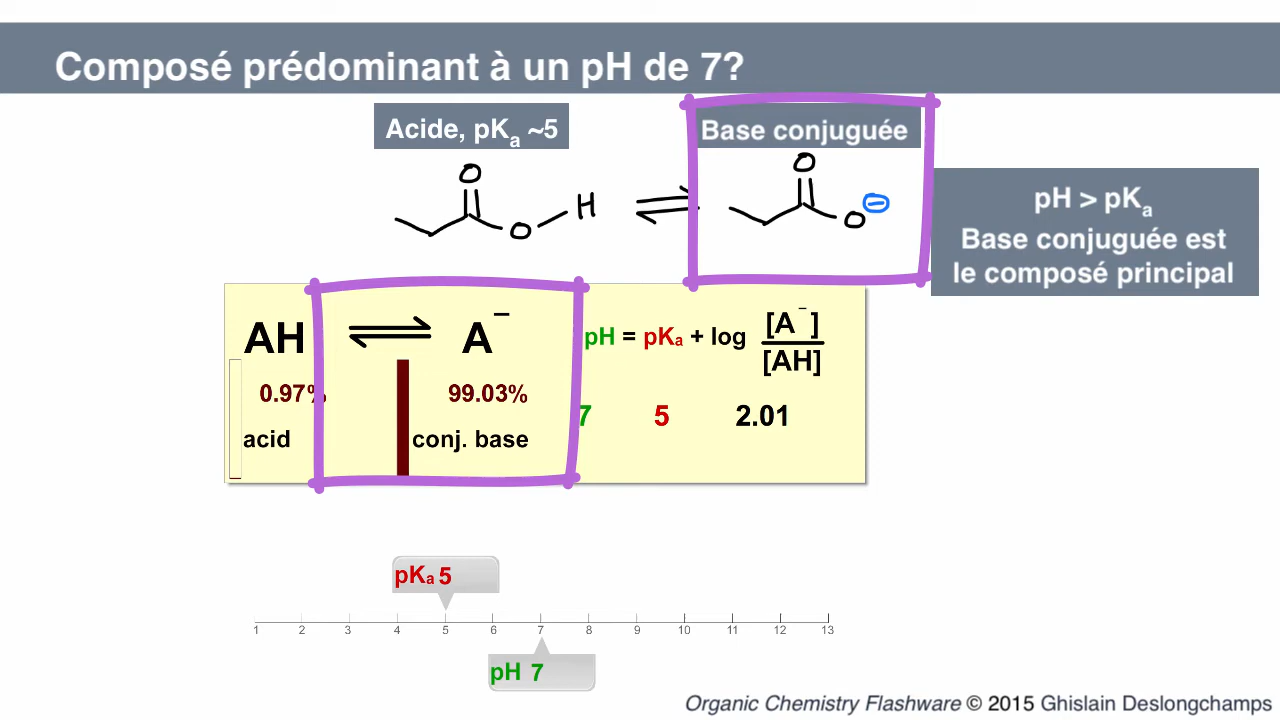 Composé prédominant à un pH de 7?
Acide, pKa ~5
Base conjuguée
O
O
H
O
O ⊖
pH > pKa
Base conjuguée est
le composé principal
AH ⇌ A⁻
0.97% 99.03%
acid conj. base
pH = pKa + log [A⁻]/[AH]
7 5 2.01
pKa 5
1 2 3 4 5 6 7 8 9 10 11 12 13
pH 7
Organic Chemistry Flashware © 2015 Ghislain Deslongchamps